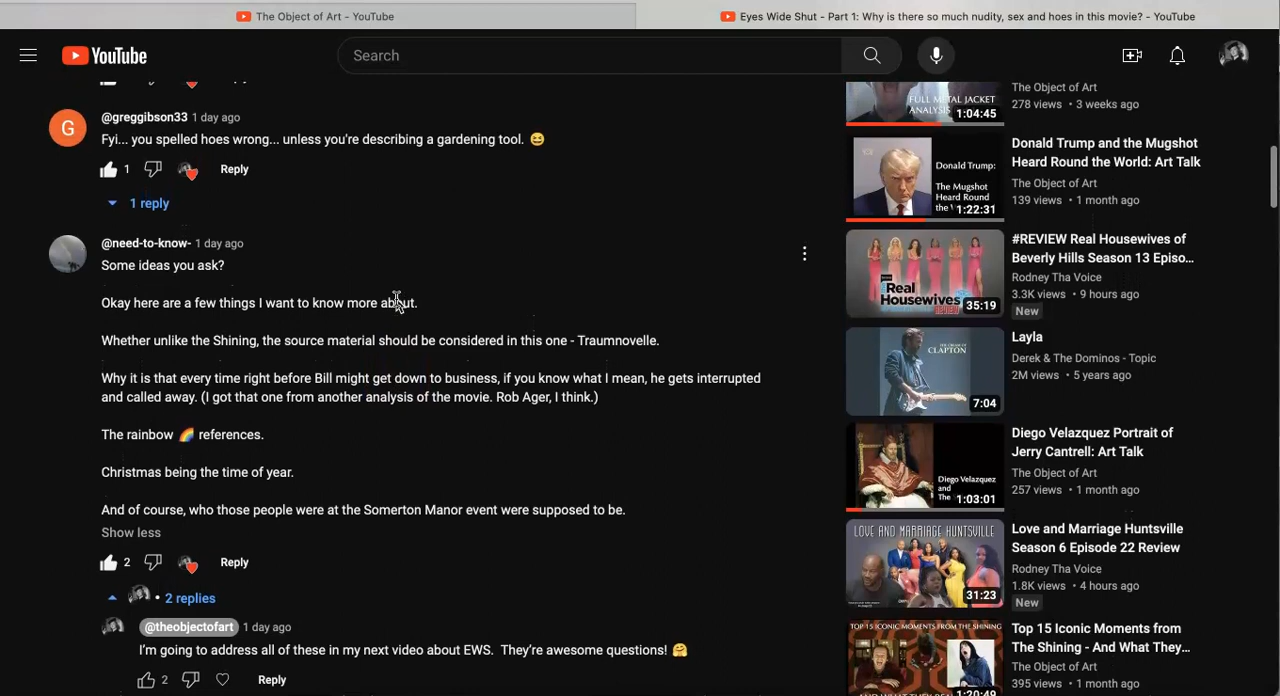 The Object of Art - YouTube
Eyes Wide Shut - Part 1: Why is there so much nudity, sex and hoes in this movie? - YouTube
YouTube
Search
@greggibson33 1 day ago
Fyi... you spelled hoes wrong... unless you're describing a gardening tool. 😆
1
Reply
1 reply
@need-to-know- 1 day ago
Some ideas you ask?
Okay here are a few things I want to know more about.
Whether unlike the Shining, the source material should be considered in this one - Traumnovelle.
Why it is that every time right before Bill might get down to business, if you know what I mean, he gets interrupted
and called away. (I got that one from another analysis of the movie. Rob Ager, I think.)
The rainbow 🌈 references.
Christmas being the time of year.
And of course, who those people were at the Somerton Manor event were supposed to be.
Show less
2
Reply
2 replies
@theobjectofart 1 day ago
I'm going to address all of these in my next video about EWS. They're awesome questions! 🤗
2
Reply
FULL METAL JACKET
ANALYSIS
1:04:45
The Object of Art
278 views • 3 weeks ago
Donald Trump:
The Mugshot
Heard Round
the
1:22:31
Donald Trump and the Mugshot
Heard Round the World: Art Talk
The Object of Art
139 views • 1 month ago
#REVIEW
Real
Housewives
REVIEW
35:19
#REVIEW Real Housewives of
Beverly Hills Season 13 Episo...
Rodney Tha Voice
3.3K views • 9 hours ago
New
CLAPTON
7:04
Layla
Derek & The Dominos - Topic
2M views • 5 years ago
Diego Velazquez
and
The
1:03:01
Diego Velazquez Portrait of
Jerry Cantrell: Art Talk
The Object of Art
257 views • 1 month ago
LOVE AND MARRIAGE HUNTSVILLE
31:23
Love and Marriage Huntsville
Season 6 Episode 22 Review
Rodney Tha Voice
1.8K views • 4 hours ago
New
TOP 15 ICONIC MOMENTS FROM THE SHINING
1:20:49
Top 15 Iconic Moments from
The Shining - And What They...
The Object of Art
395 views • 1 month ago